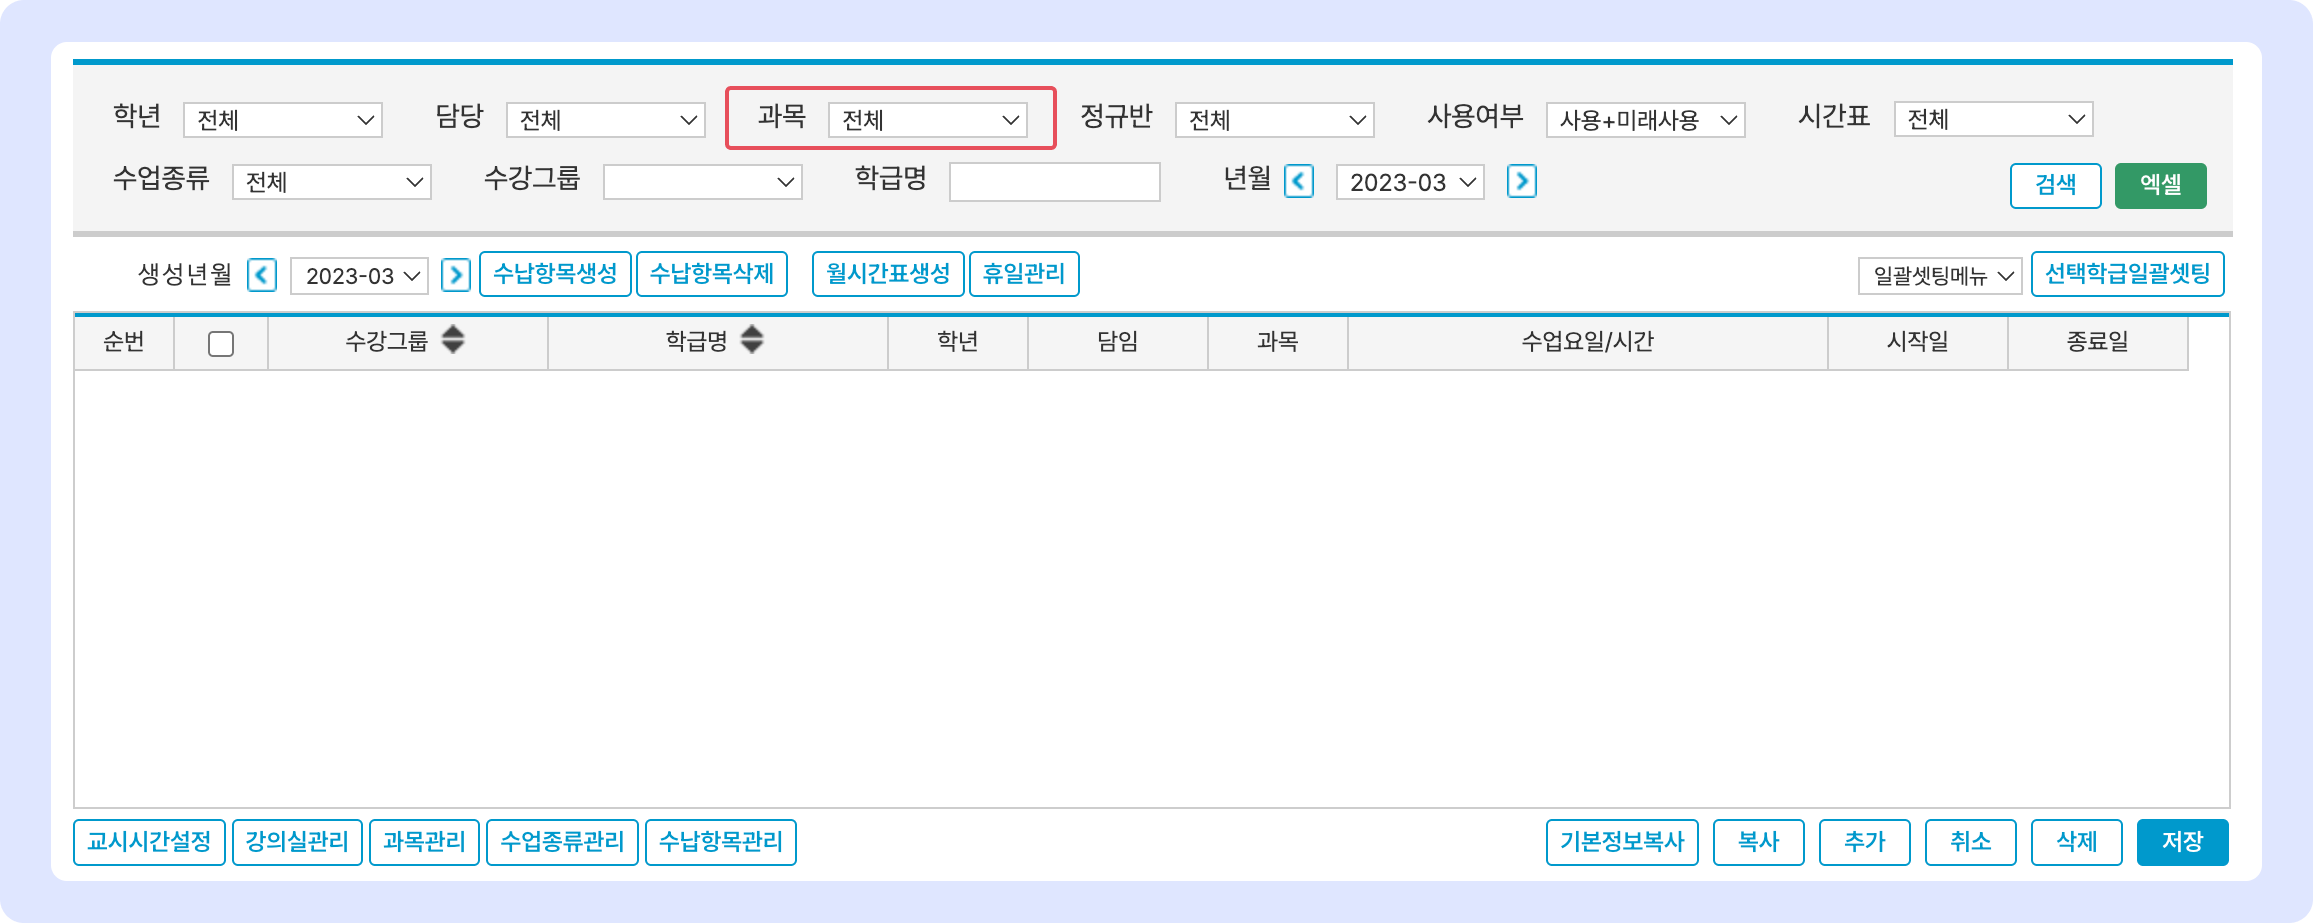 학년 전체 담당 전체 과목 전체 정규반 전체 사용여부 사용+미래사용 시간표 전체
수업종류 전체 수강그룹 학급명 년월 2023-03 검색 엑셀
생성년월 2023-03 수납항목생성 수납항목삭제 월시간표생성 휴일관리 일괄셋팅메뉴 선택학급일괄셋팅
순번 수강그룹 학급명 학년 담임 과목 수업요일/시간 시작일 종료일
교시시간설정 강의실관리 과목관리 수업종류관리 수납항목관리 기본정보복사 복사 추가 취소 삭제 저장